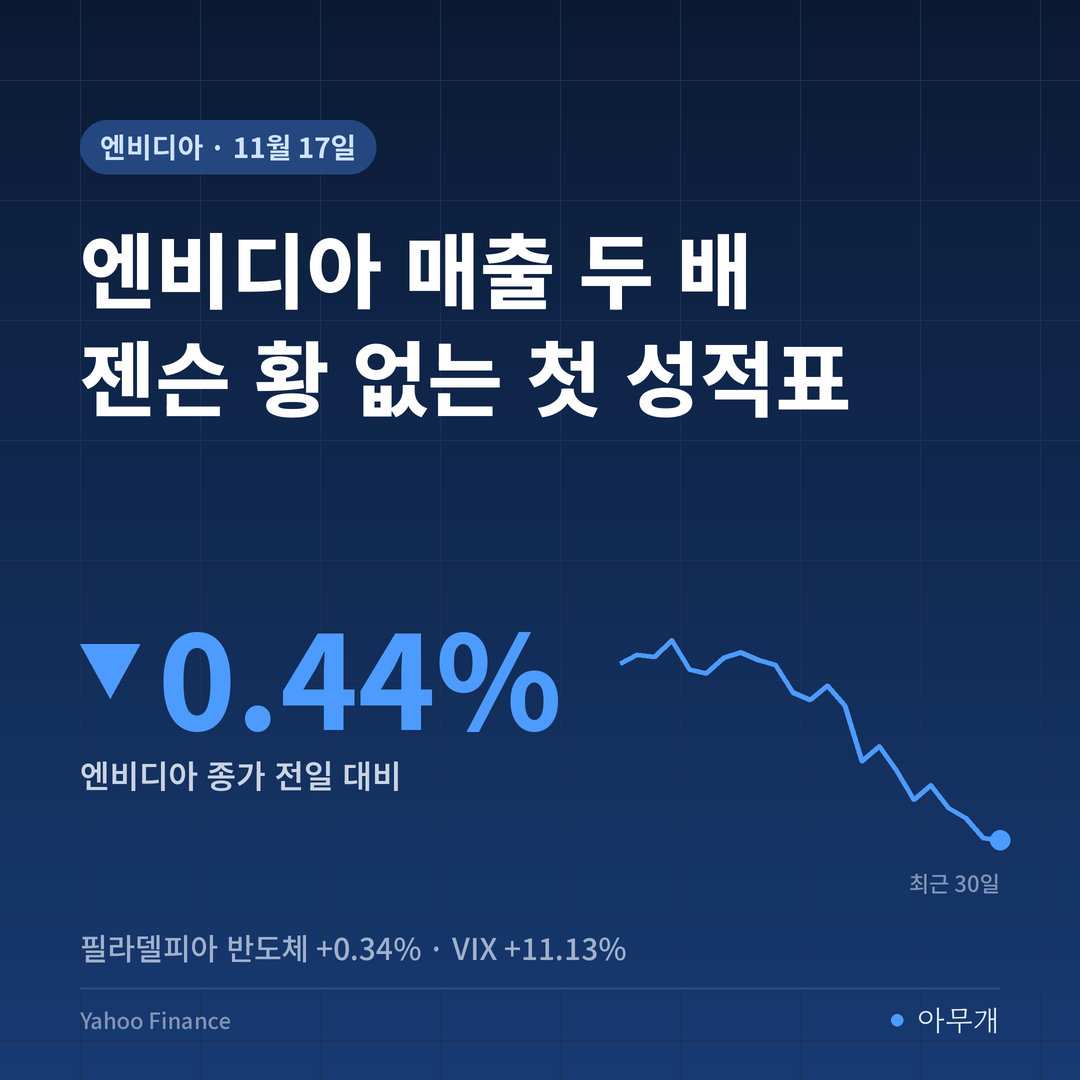 엔비디아 · 11월 17일
엔비디아 매출 두 배
젠슨 황 없는 첫 성적표
▼0.44%
엔비디아 종가 전일 대비
최근 30일
필라델피아 반도체 +0.34% · VIX +11.13%
Yahoo Finance
아무개